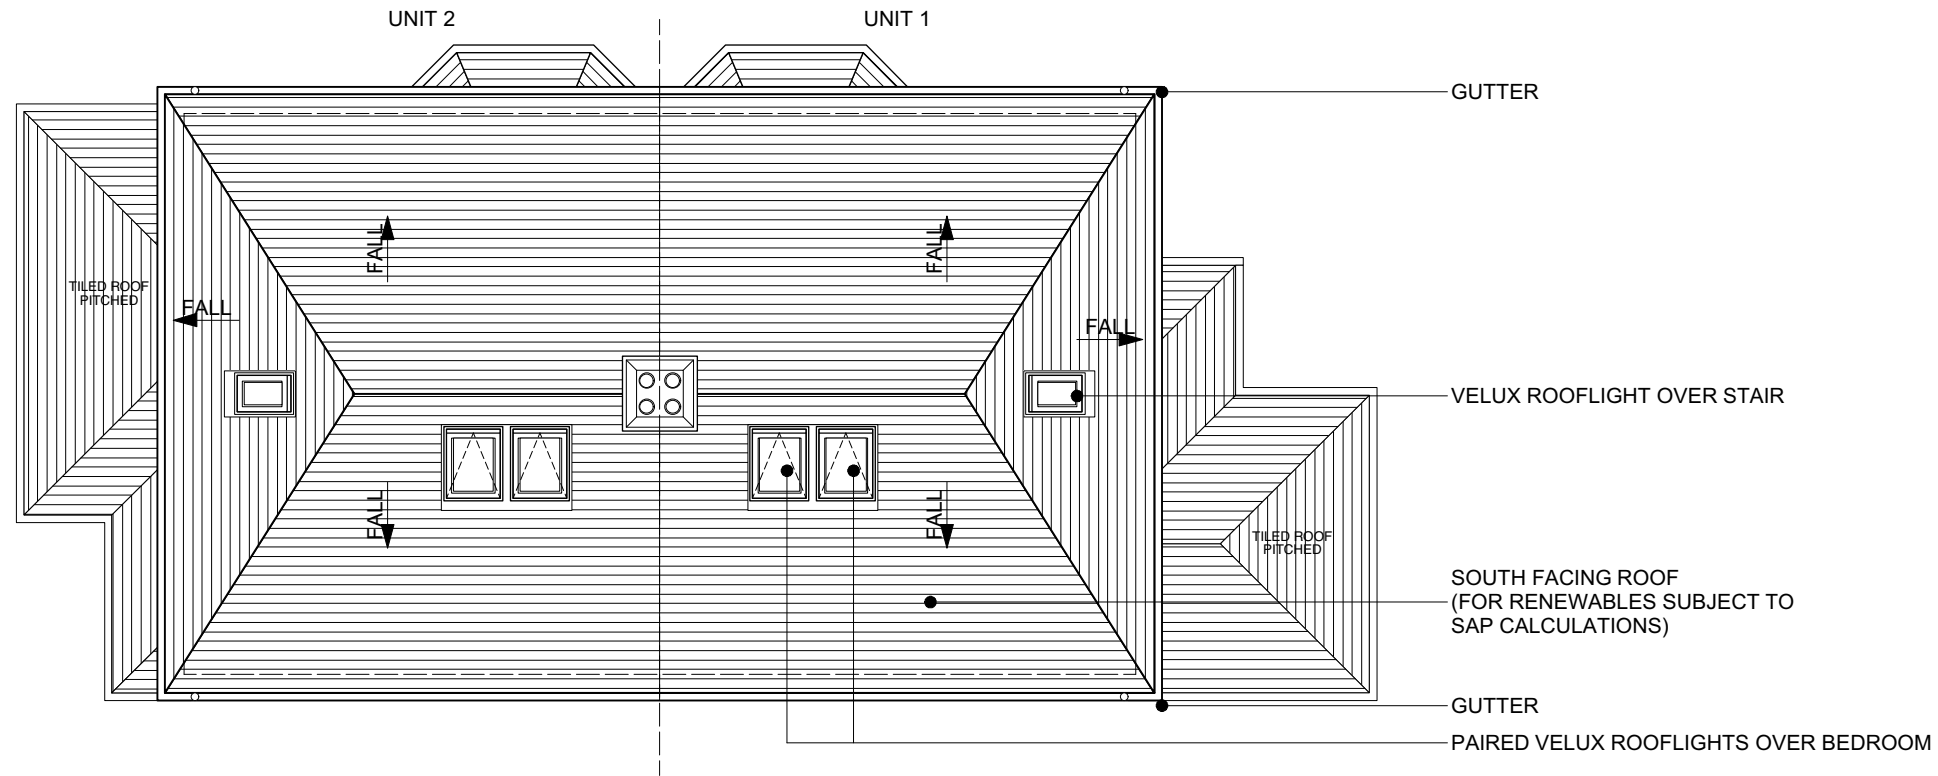 UNIT 2
UNIT 1
GUTTER
FALL
FALL
TILED ROOF
PITCHED
FALL
FALL
VELUX ROOFLIGHT OVER STAIR
FALL
FALL
TILED ROOF
PITCHED
SOUTH FACING ROOF
(FOR RENEWABLES SUBJECT TO
SAP CALCULATIONS)
GUTTER
PAIRED VELUX ROOFLIGHTS OVER BEDROOM